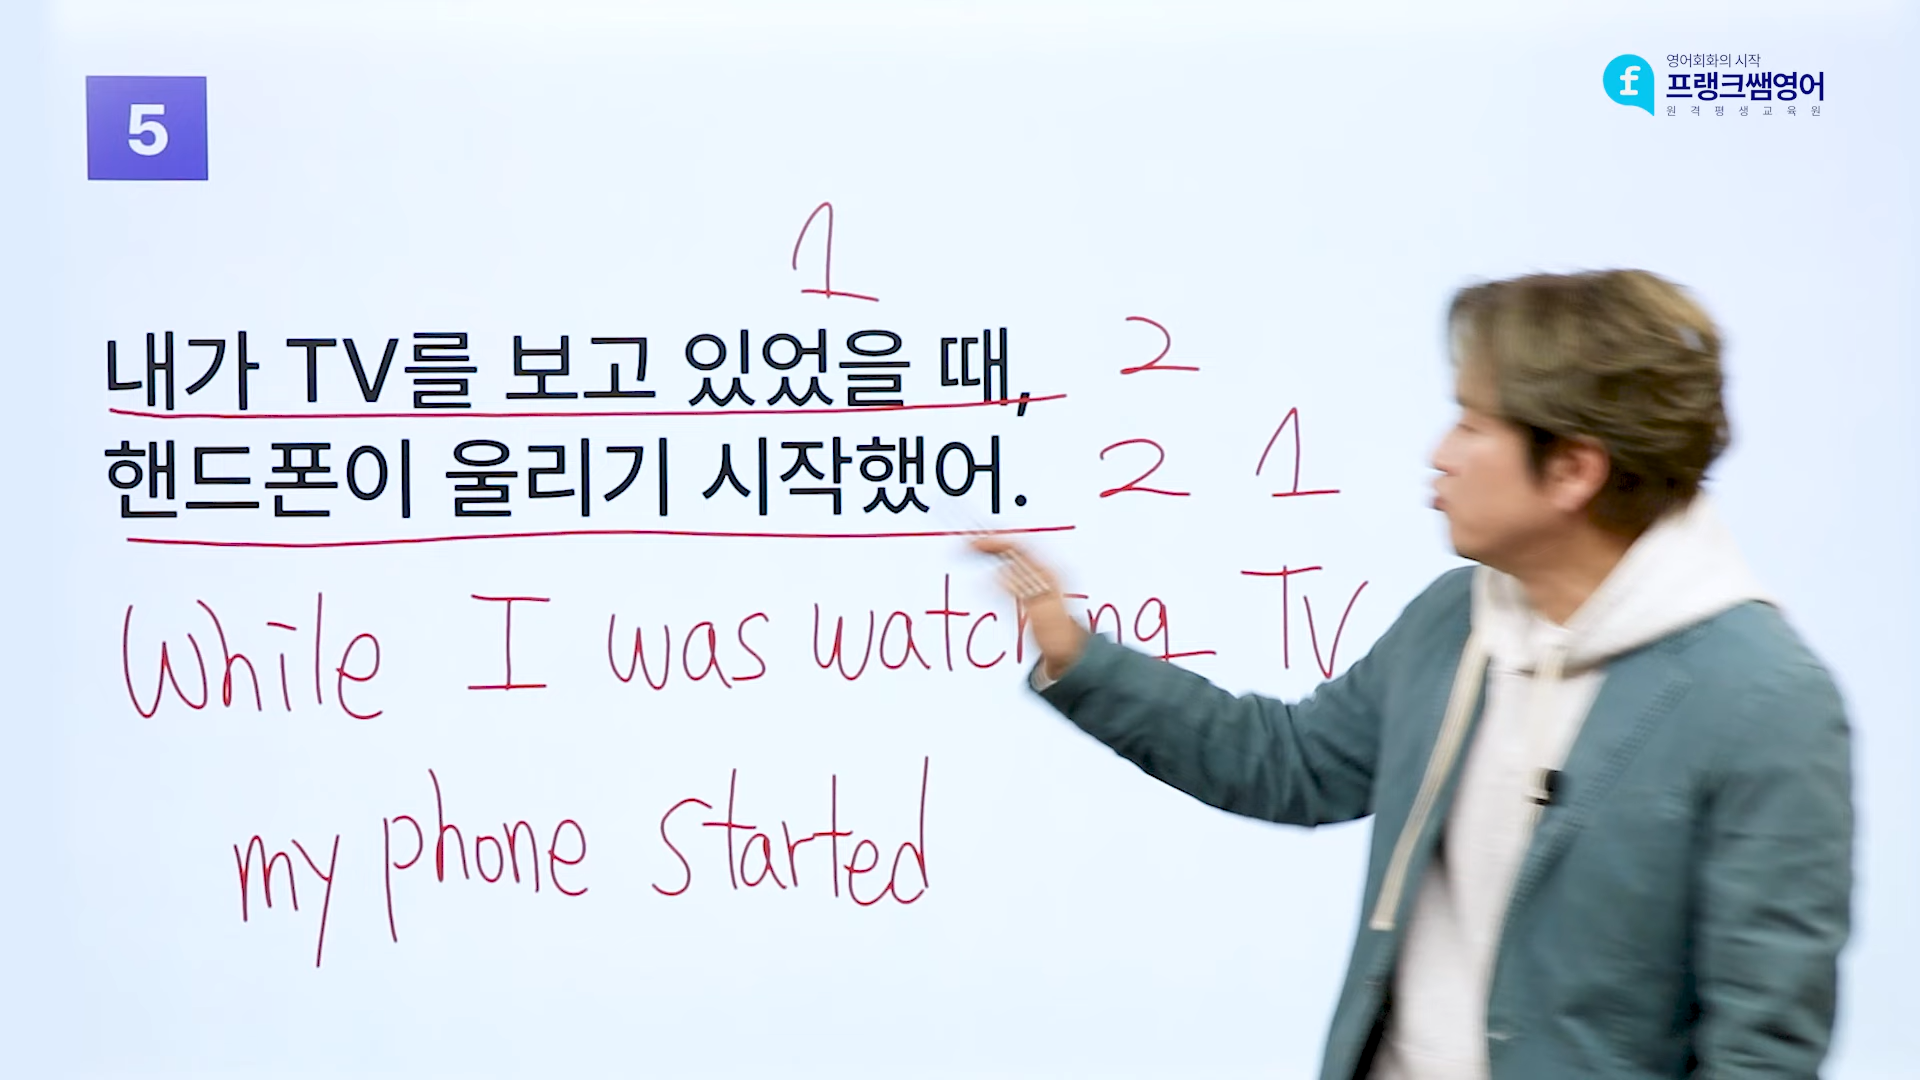 5
영어회화의 시작
프랭크쌤영어
원격평생교육원
1
내가 TV를 보고 있었을 때, 2
핸드폰이 울리기 시작했어. 2 1
While I was TV
my phone started